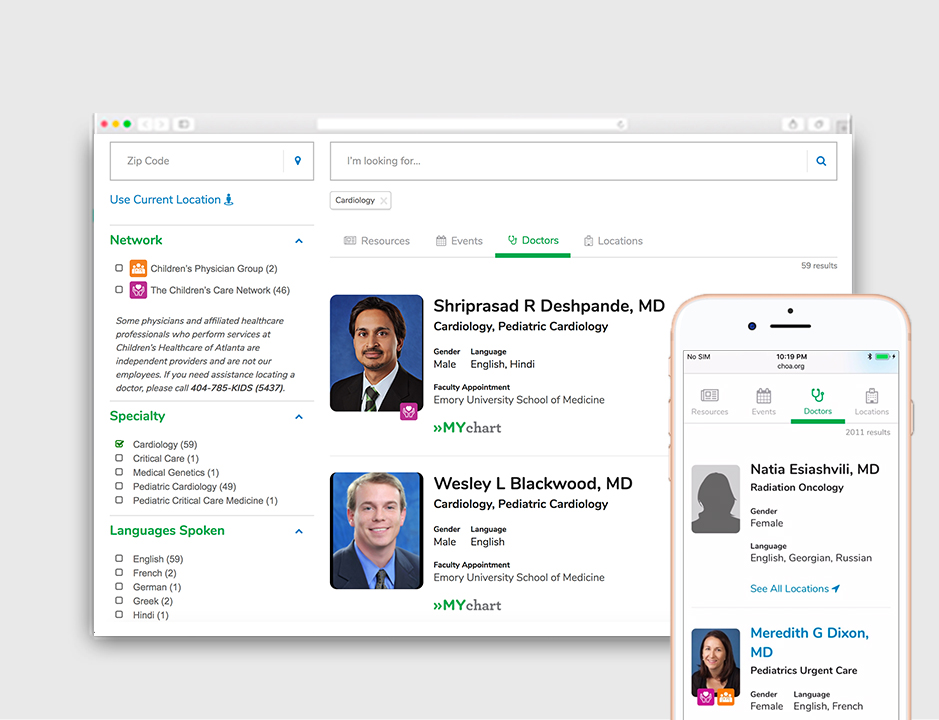 Zip Code
I'm looking for...
Use Current Location
Cardiology
Network
Resources
Events
Doctors
Locations
59 results
Children's Physician Group (2)
The Children's Care Network (46)
Some physicians and affiliated healthcare
professionals who perform services at
Children's Healthcare of Atlanta are
independent providers and are not our
employees. If you need assistance locating a
doctor, please call 404-785-KIDS (5437).
Specialty
Cardiology (59)
Critical Care (1)
Medical Genetics (1)
Pediatric Cardiology (49)
Pediatric Critical Care Medicine (1)
Languages Spoken
English (59)
French (2)
German (1)
Greek (2)
Hindi (1)
Shriprasad R Deshpande, MD
Cardiology, Pediatric Cardiology
Gender Language
Male English, Hindi
Faculty Appointment
Emory University School of Medicine
»MYchart
Wesley L Blackwood, MD
Cardiology, Pediatric Cardiology
Gender Language
Male English
Faculty Appointment
Emory University School of Medicine
»MYchart
No SIM 10:19 PM
choa.org
Resources
Events
Doctors
Locations
2011 results
Natia Esiashvili, MD
Radiation Oncology
Gender
Female
Language
English, Georgian, Russian
See All Locations
Meredith G Dixon,
MD
Pediatrics Urgent Care
Gender Language
Female English, French